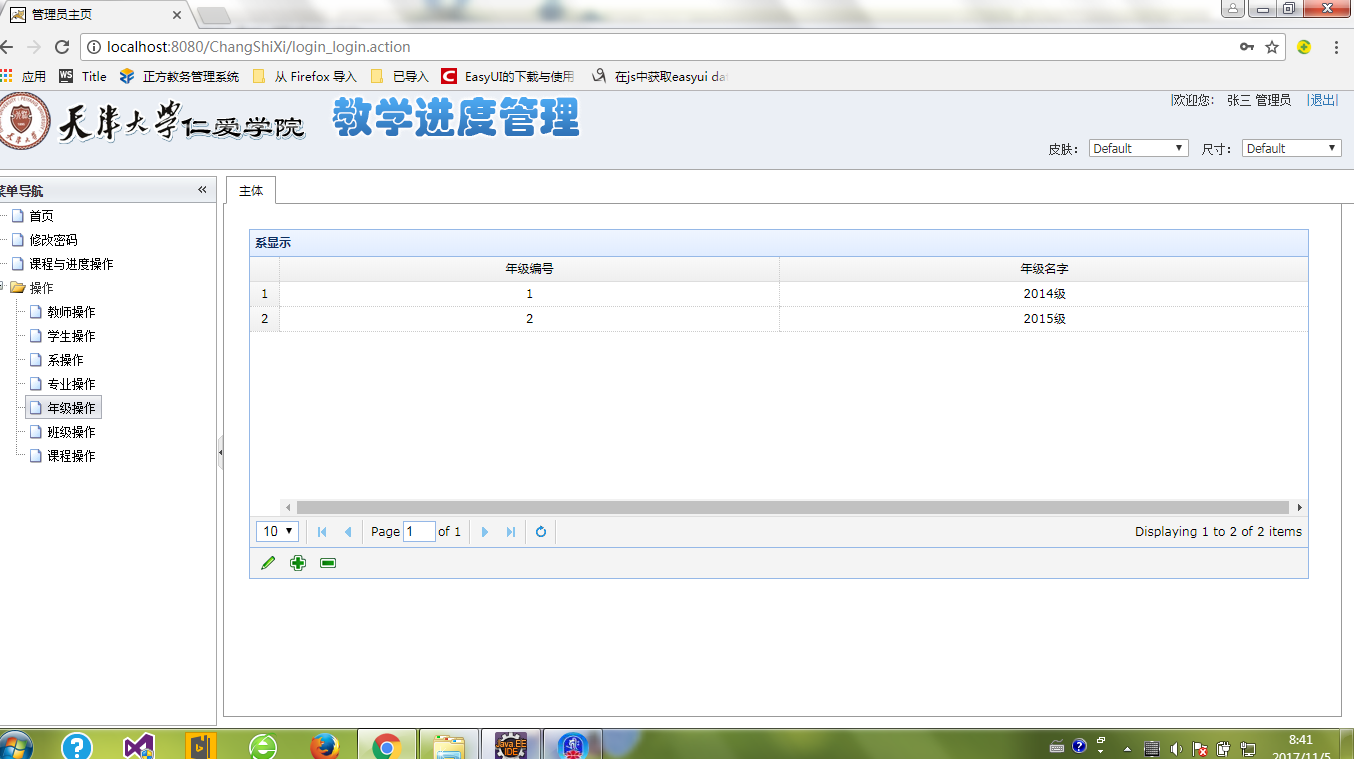 管理员主页
localhost:8080/ChangShiXi/login_login.action
应用 WS Title 正方教务管理系统 从 Firefox 导入 已导入 C EasyUI的下载与使用 在js中获取easyui da
天津大学仁爱学院 教学进度管理
|欢迎您: 张三 管理员 |退出|
皮肤: Default 尺寸: Default
菜单导航
主体
首页
修改密码
课程与进度操作
操作
教师操作
学生操作
系操作
专业操作
年级操作
班级操作
课程操作
系显示
年级编号 年级名字
1 1 2014级
2 2 2015级
10 Page 1 of 1 Displaying 1 to 2 of 2 items
Java EE
IDE
8:41
2017/11/5